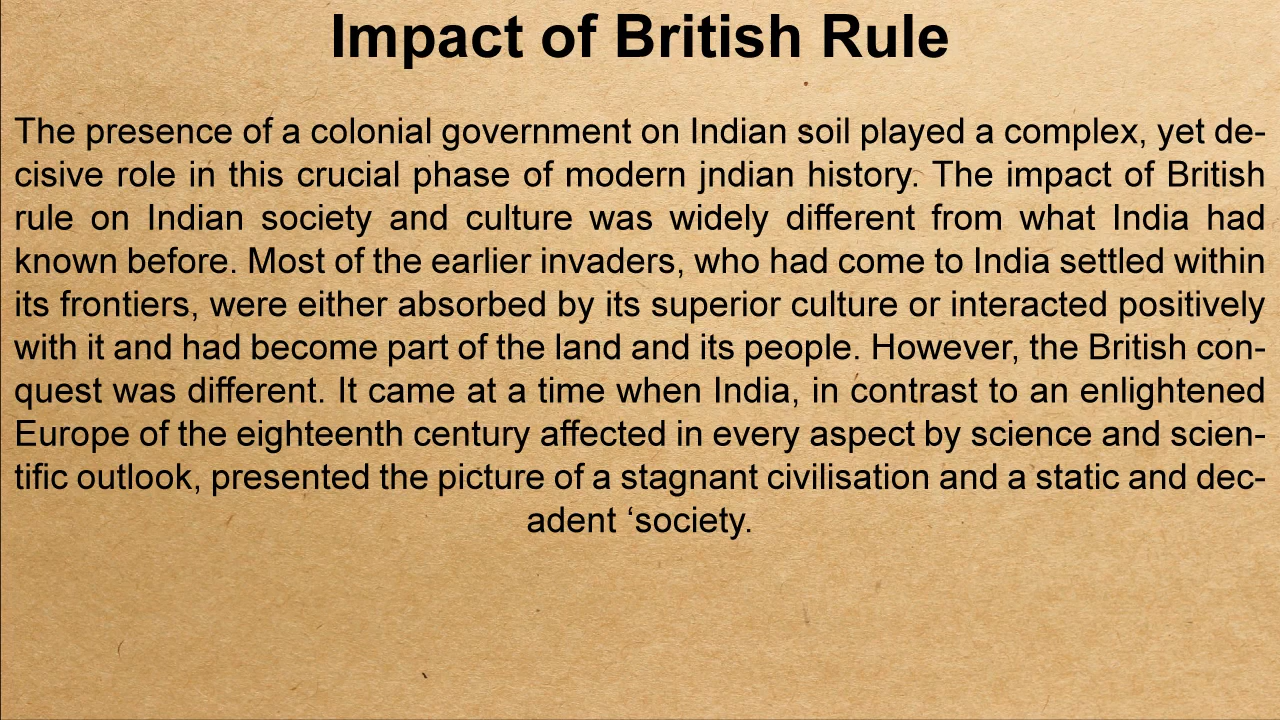 Impact of British Rule
The presence of a colonial government on Indian soil played a complex, yet de-
cisive role in this crucial phase of modern jndian history. The impact of British
rule on Indian society and culture was widely different from what India had
known before. Most of the earlier invaders, who had come to India settled within
its frontiers, were either absorbed by its superior culture or interacted positively
with it and had become part of the land and its people. However, the British con-
quest was different. It came at a time when India, in contrast to an enlightened
Europe of the eighteenth century affected in every aspect by science and scien-
tific outlook, presented the picture of a stagnant civilisation and a static and dec-
adent ‘society.